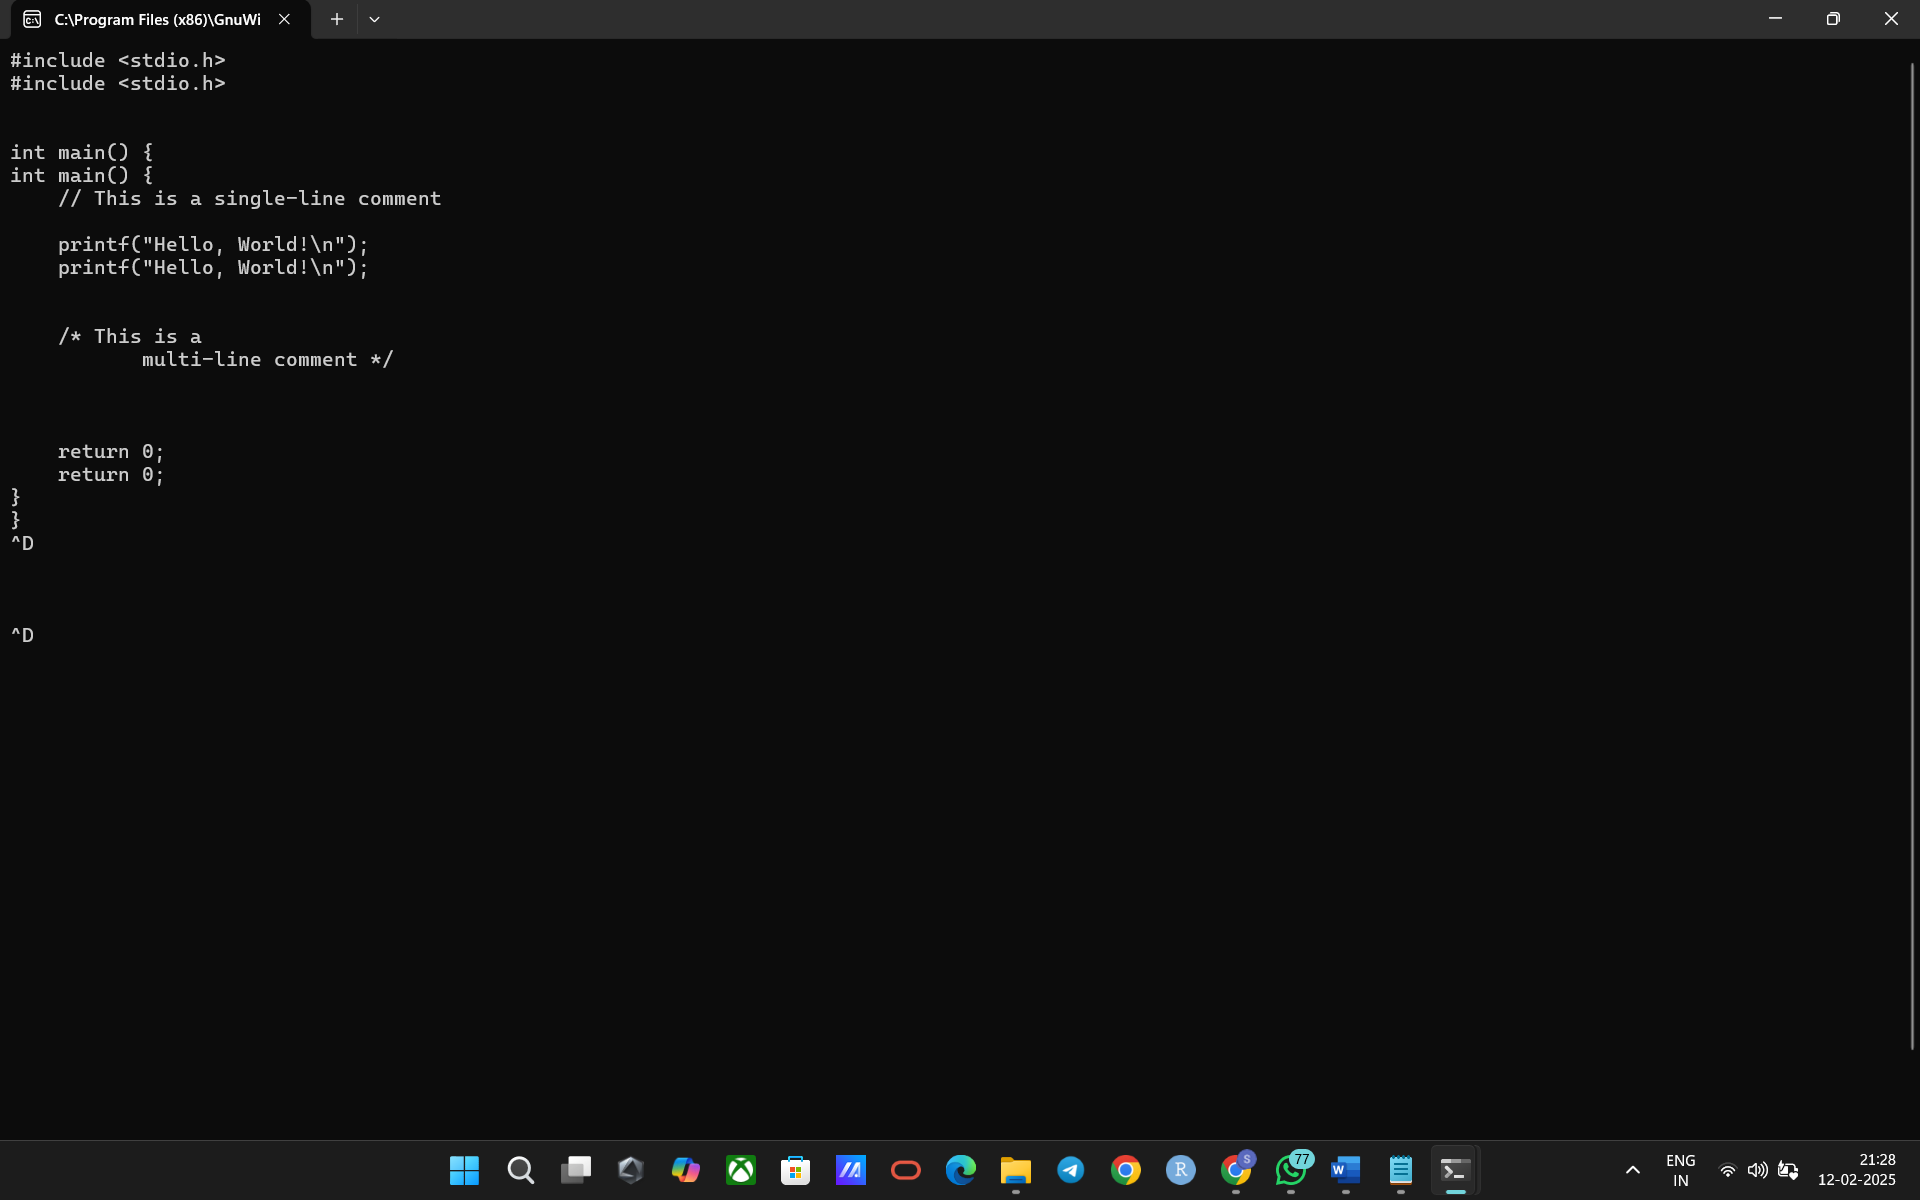 C:\Program Files (x86)\GnuWi
#include <stdio.h>
#include <stdio.h>
int main() {
int main() {
    // This is a single-line comment
    printf("Hello, World!\n");
    printf("Hello, World!\n");
    /* This is a
           multi-line comment */
    return 0;
    return 0;
}
}
^D
^D
S
77
W
R
ENG
IN
21:28
12-02-2025